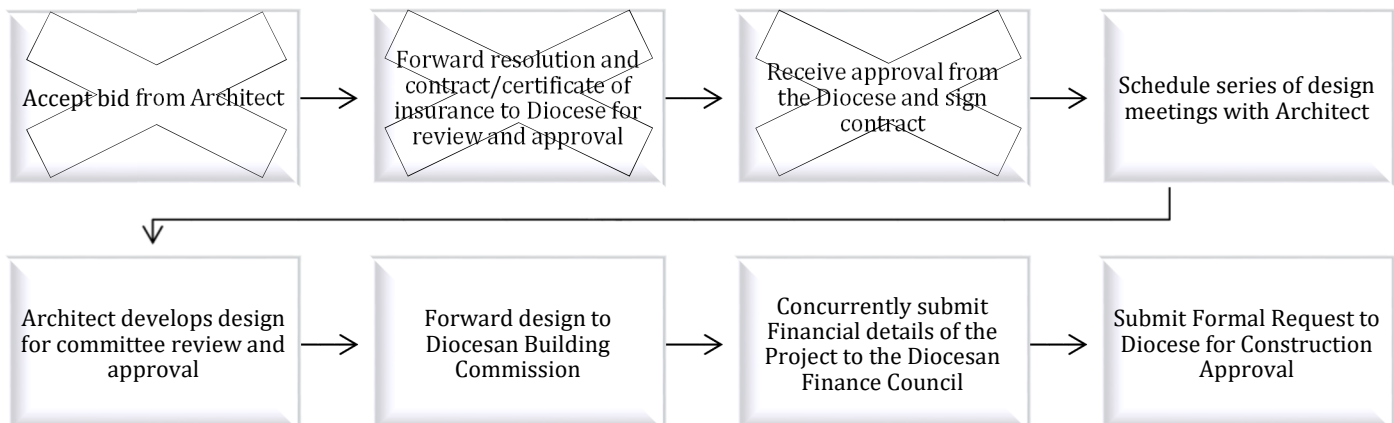 Accept bid from Architect
Forward resolution and
contract/certificate of
insurance to Diocese for
review and approval
Receive approval from
the Diocese and sign
contract
Schedule series of design
meetings with Architect
Architect develops design
for committee review and
approval
Forward design to
Diocesan Building
Commission
Concurrently submit
Financial details of the
Project to the Diocesan
Finance Council
Submit Formal Request to
Diocese for Construction
Approval